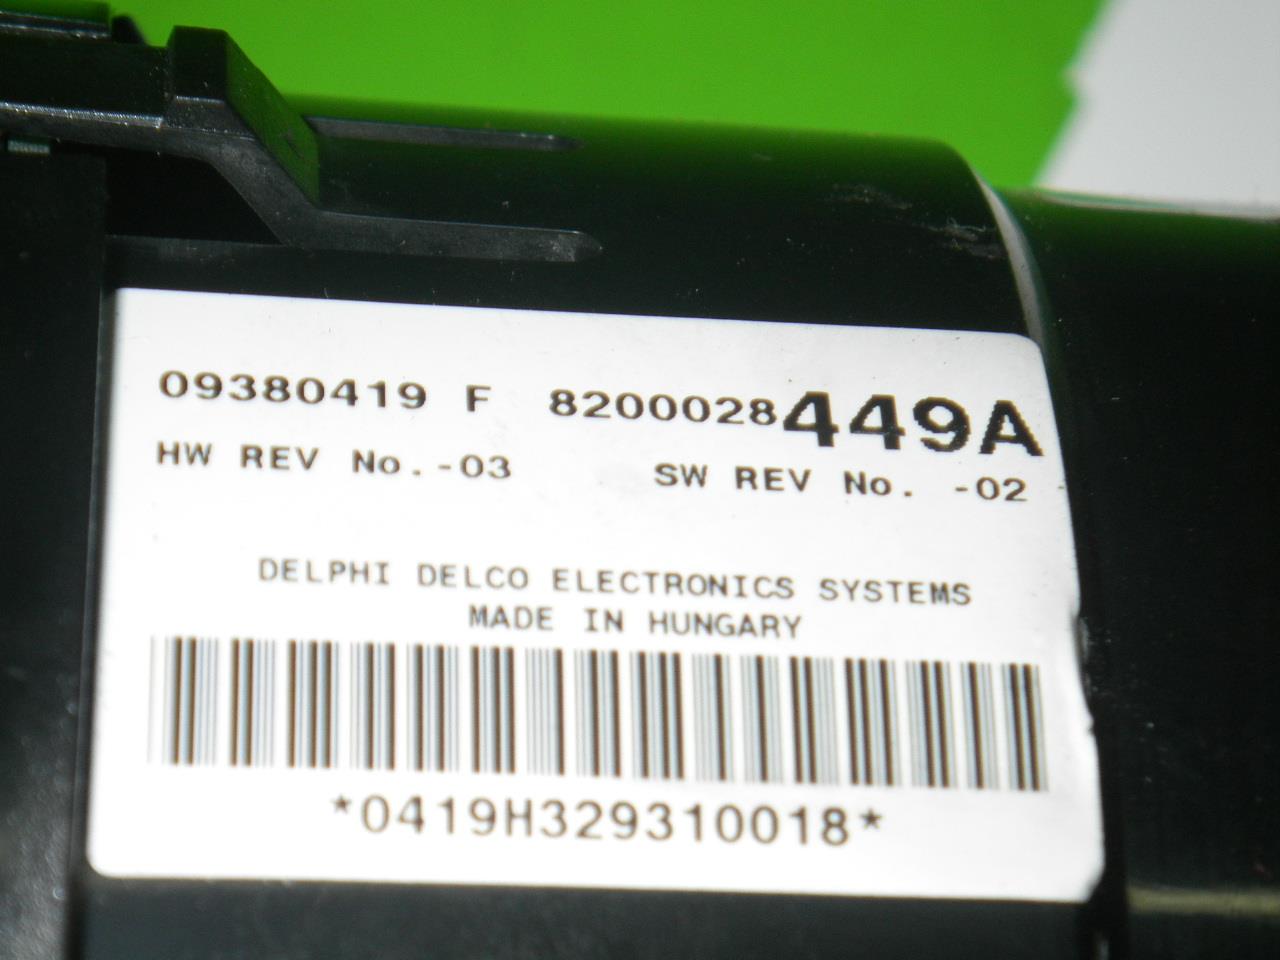 09380419 F 8200028449A
HW REV No.-03 SW REV No. -02
DELPHI DELCO ELECTRONICS SYSTEMS
MADE IN HUNGARY
*0419H329310018*